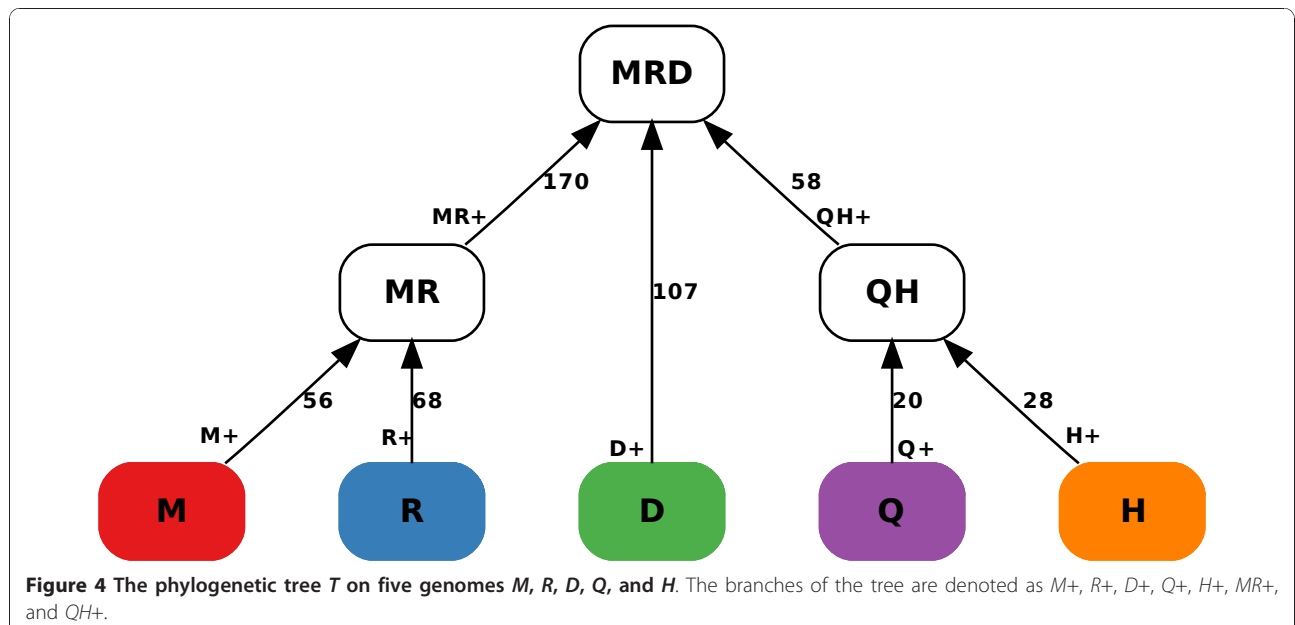 MRD
170
58
MR+
QH+
MR
107
QH
56
68
20
28
M+
R+
D+
Q+
H+
M
R
D
Q
H
Figure 4 The phylogenetic tree T on five genomes M, R, D, Q, and H. The branches of the tree are denoted as M+, R+, D+, Q+, H+, MR+,
and QH+.